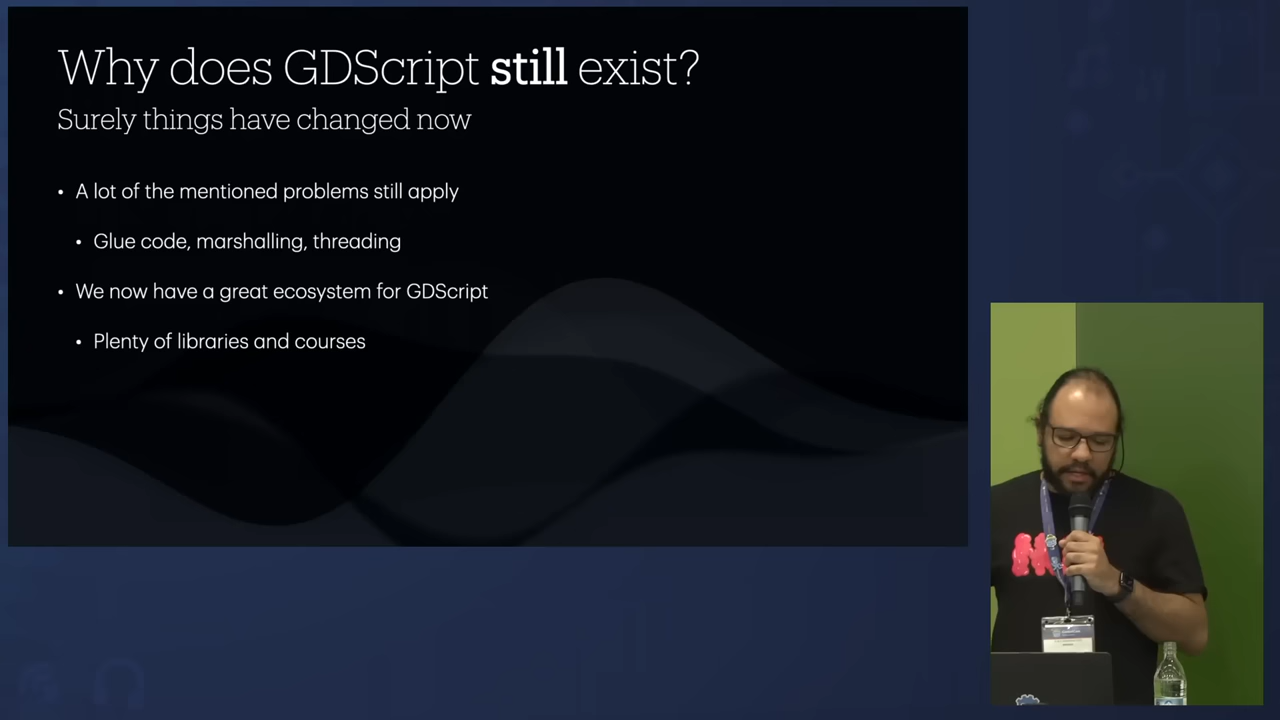 Why does GDScript still exist?
Surely things have changed now
• A lot of the mentioned problems still apply
• Glue code, marshalling, threading
• We now have a great ecosystem for GDScript
• Plenty of libraries and courses